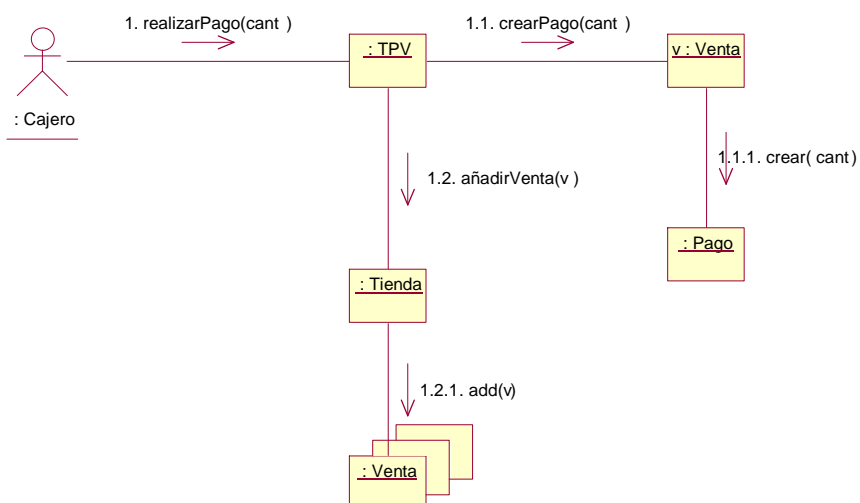 1. realizarPago(cant )
1.1. crearPago(cant )
: TPV
v : Venta
: Cajero
1.1.1. crear( cant)
1.2. añadirVenta(v )
: Pago
: Tienda
1.2.1. add(v)
: Venta